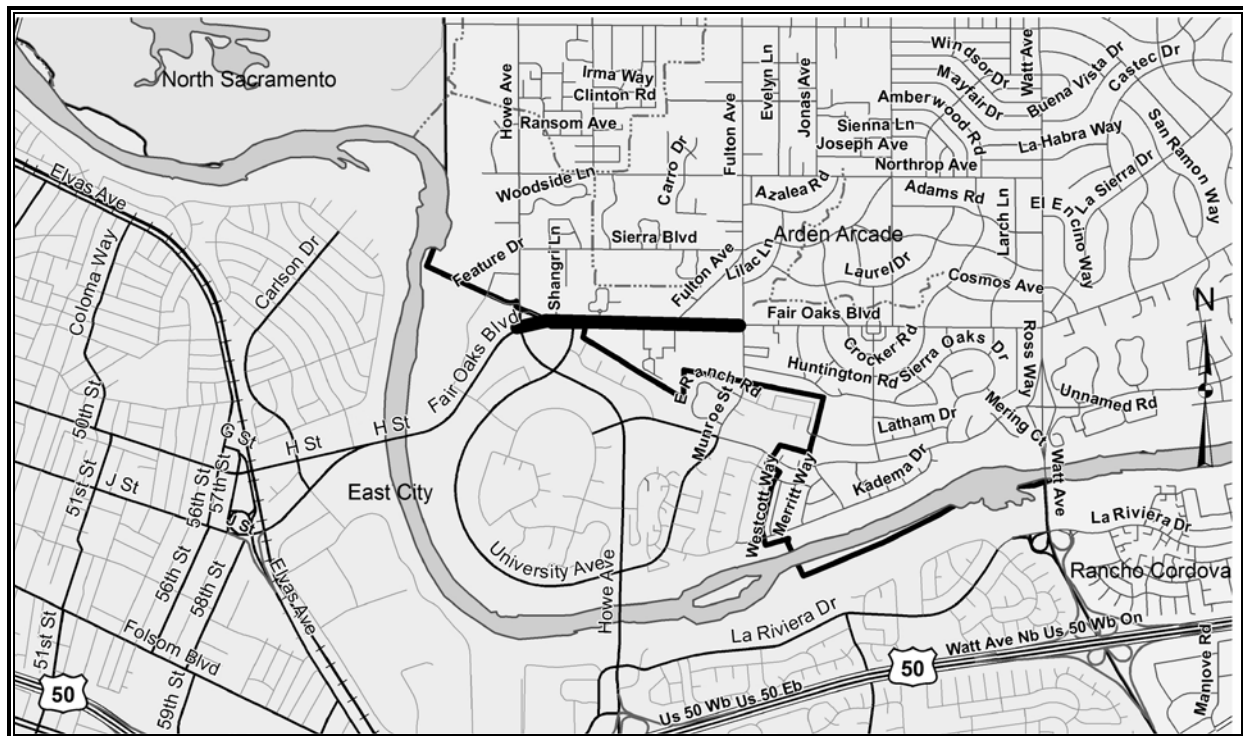 North Sacramento
Howe Ave
Irma Way
Clinton Rd
Ransom Ave
Woodside Ln
Carro Dr
Fulton Ave
Evelyn Ln
Jonas Ave
Windsor Dr
Mayfair Dr
Amberwood Rd
Sienna Ln
Joseph Ave
Northrop Ave
Watt Ave
Buena Vista Dr
Castec Dr
La Habra Way
San Ramon Way
La Sierra Dr
El Encino Way
Elvas Ave
Coloma Way
Carlson Dr
Feature Dr
Shangri Ln
Sierra Blvd
Fulton Ave
Lilac Ln
Azalea Rd
Arden Arcade
Adams Rd
Larch Ln
Laurel Dr
Cosmos Ave
Fair Oaks Blvd
Fair Oaks Blvd
Crocker Rd
Sierra Oaks Dr
Huntington Rd
Ross Way
N
50th St
51st St
G St
H St
H St
J St
56th St
57th St
J St
East City
E Ranch Rd
Munroe St
Latham Dr
Mering Ct
Unnamed Rd
Kadema Dr
Westcott Way
Merritt Way
Watt Ave
La Riviera Dr
Rancho Cordova
La Riviera Dr
University Ave
Howe Ave
La Riviera Dr
56th St
58th St
59th St
Elvas Ave
51st St
Folsom Blvd
50
Us 50 Wb Us 50 Eb
50
Watt Ave Nb Us 50 Wb On
Manlove Rd